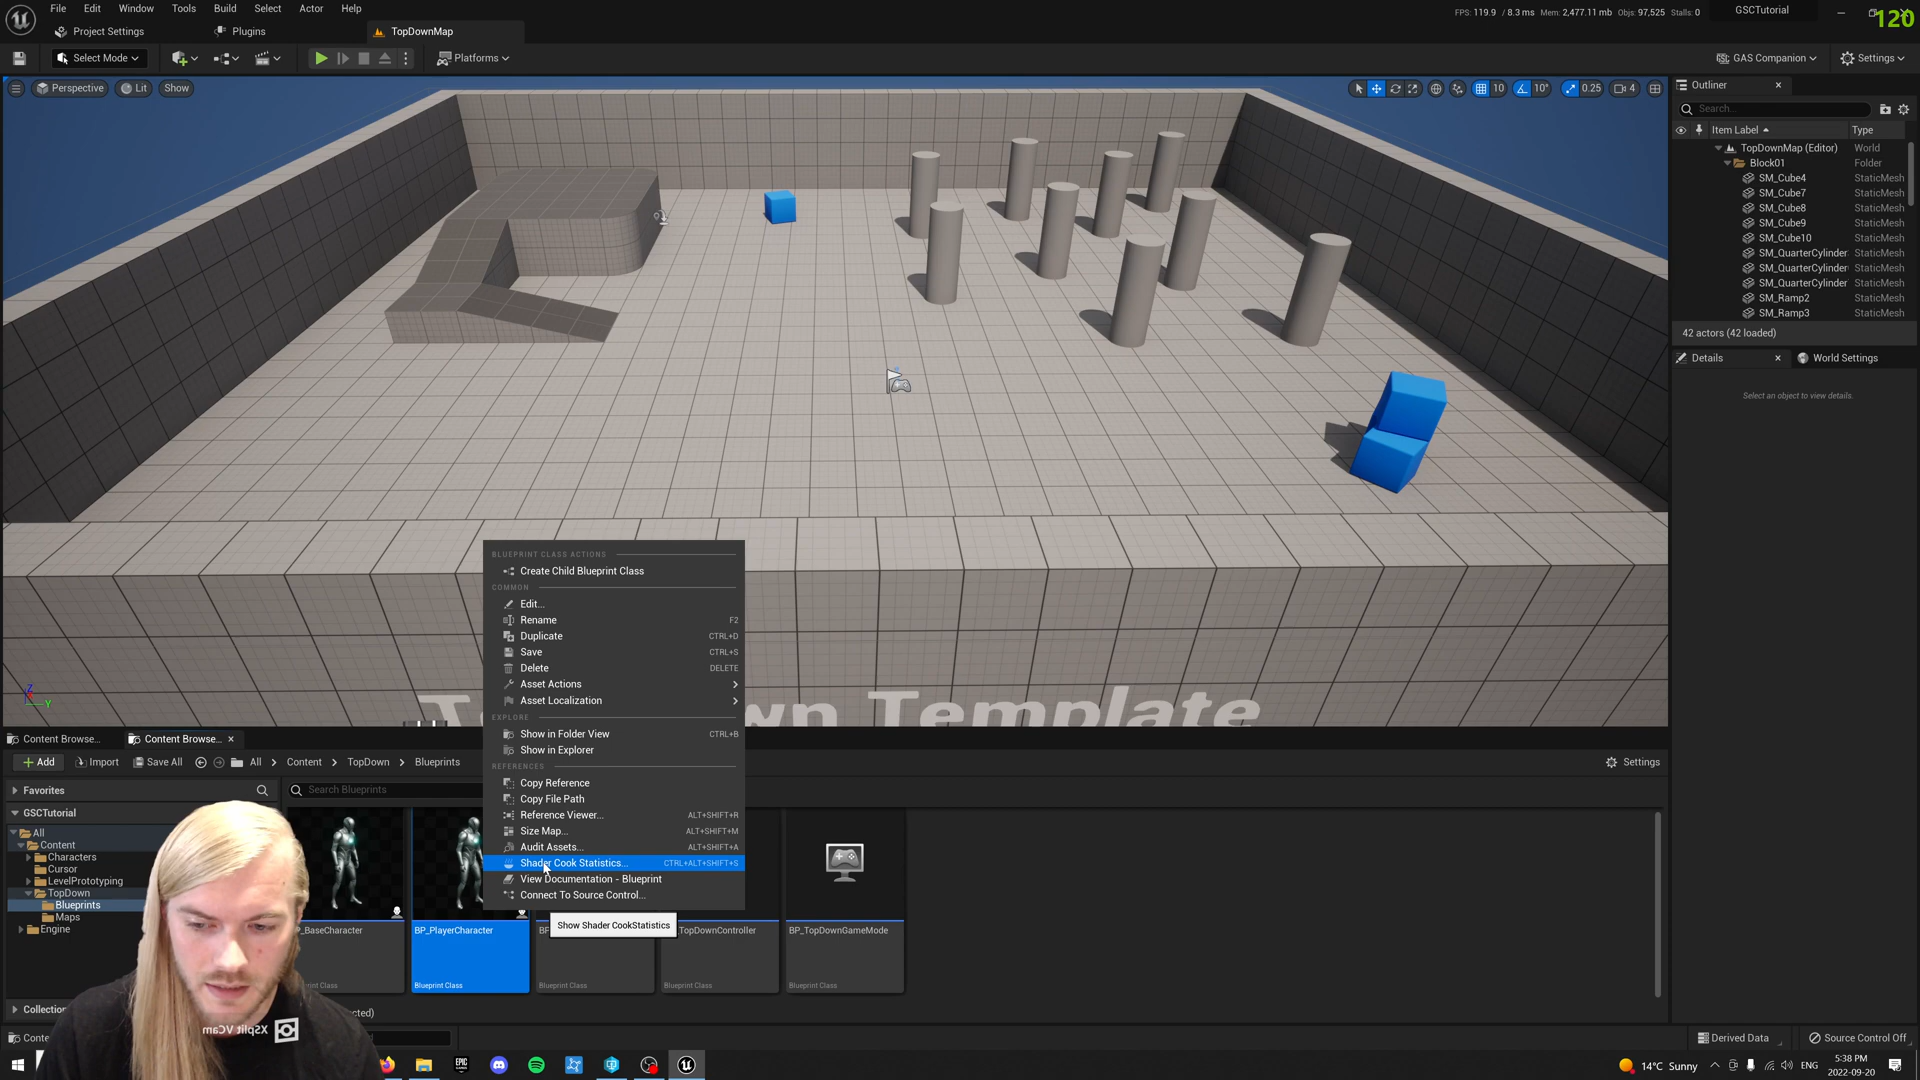 File Edit Window Tools Select Build Actor Help
FPS: 119.9 / 8.3 ms Mem: 2,477.11 mb Objs: 97,525 Stalls: 0
GSCTutorial
120
Project Settings
Plugins
TopDownMap
Select Mode
Platforms
GAS Companion
Settings
Perspective
Lit
Show
10
10°
0.25
4
Outliner
Search...
Item Label
Type
TopDownMap (Editor) World
Block01 Folder
SM_Cube4 StaticMesh
SM_Cube7 StaticMesh
SM_Cube8 StaticMesh
SM_Cube9 StaticMesh
SM_Cube10 StaticMesh
SM_QuarterCylinder StaticMesh
SM_QuarterCylinder StaticMesh
SM_QuarterCylinder StaticMesh
SM_Ramp2 StaticMesh
SM_Ramp3 StaticMesh
42 actors (42 loaded)
Details
World Settings
Select an object to view details.
BLUEPRINT CLASS ACTIONS
Create Child Blueprint Class
COMMON
Edit...
Rename F2
Duplicate CTRL+D
Save CTRL+S
Delete DELETE
Asset Actions
Asset Localization
EXPLORE
Show in Folder View CTRL+B
Show in Explorer
REFERENCES
Copy Reference
Copy File Path
Reference Viewer... ALT+SHIFT+R
Size Map... ALT+SHIFT+M
Audit Assets... ALT+SHIFT+A
Shader Cook Statistics... CTRL+ALT+SHIFT+S
View Documentation - Blueprint
Connect To Source Control...
Show Shader CookStatistics
Template
Z
Y
Content Browse...
Content Browse...
Add
Import
Save All
All
Content
TopDown
Blueprints
Settings
Favorites
Search Blueprints
GSCTutorial
All
Content
Characters
Cursor
LevelPrototyping
TopDown
Blueprints
Maps
Engine
_BaseCharacter
BP_PlayerCharacter
Blueprint Class
Blueprint Class
TopDownController
Blueprint Class
BP_TopDownGameMode
Blueprint Class
XSplit VCam
Derived Data
Source Control Off
14°C Sunny
ENG
5:38 PM
2022-09-20